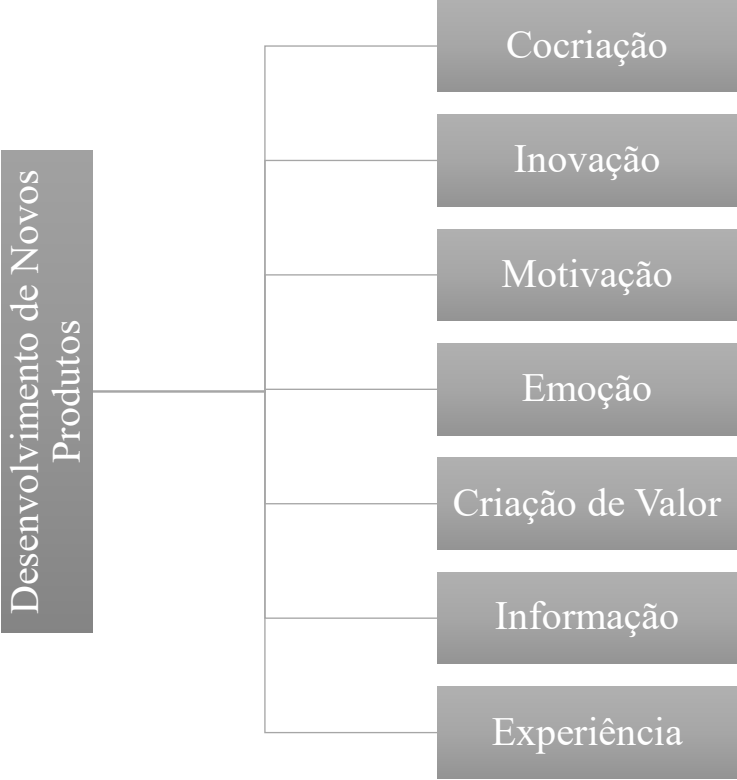 Desenvolvimento de Novos
Produtos
Cocriação
Inovação
Motivação
Emoção
Criação de Valor
Informação
Experiência